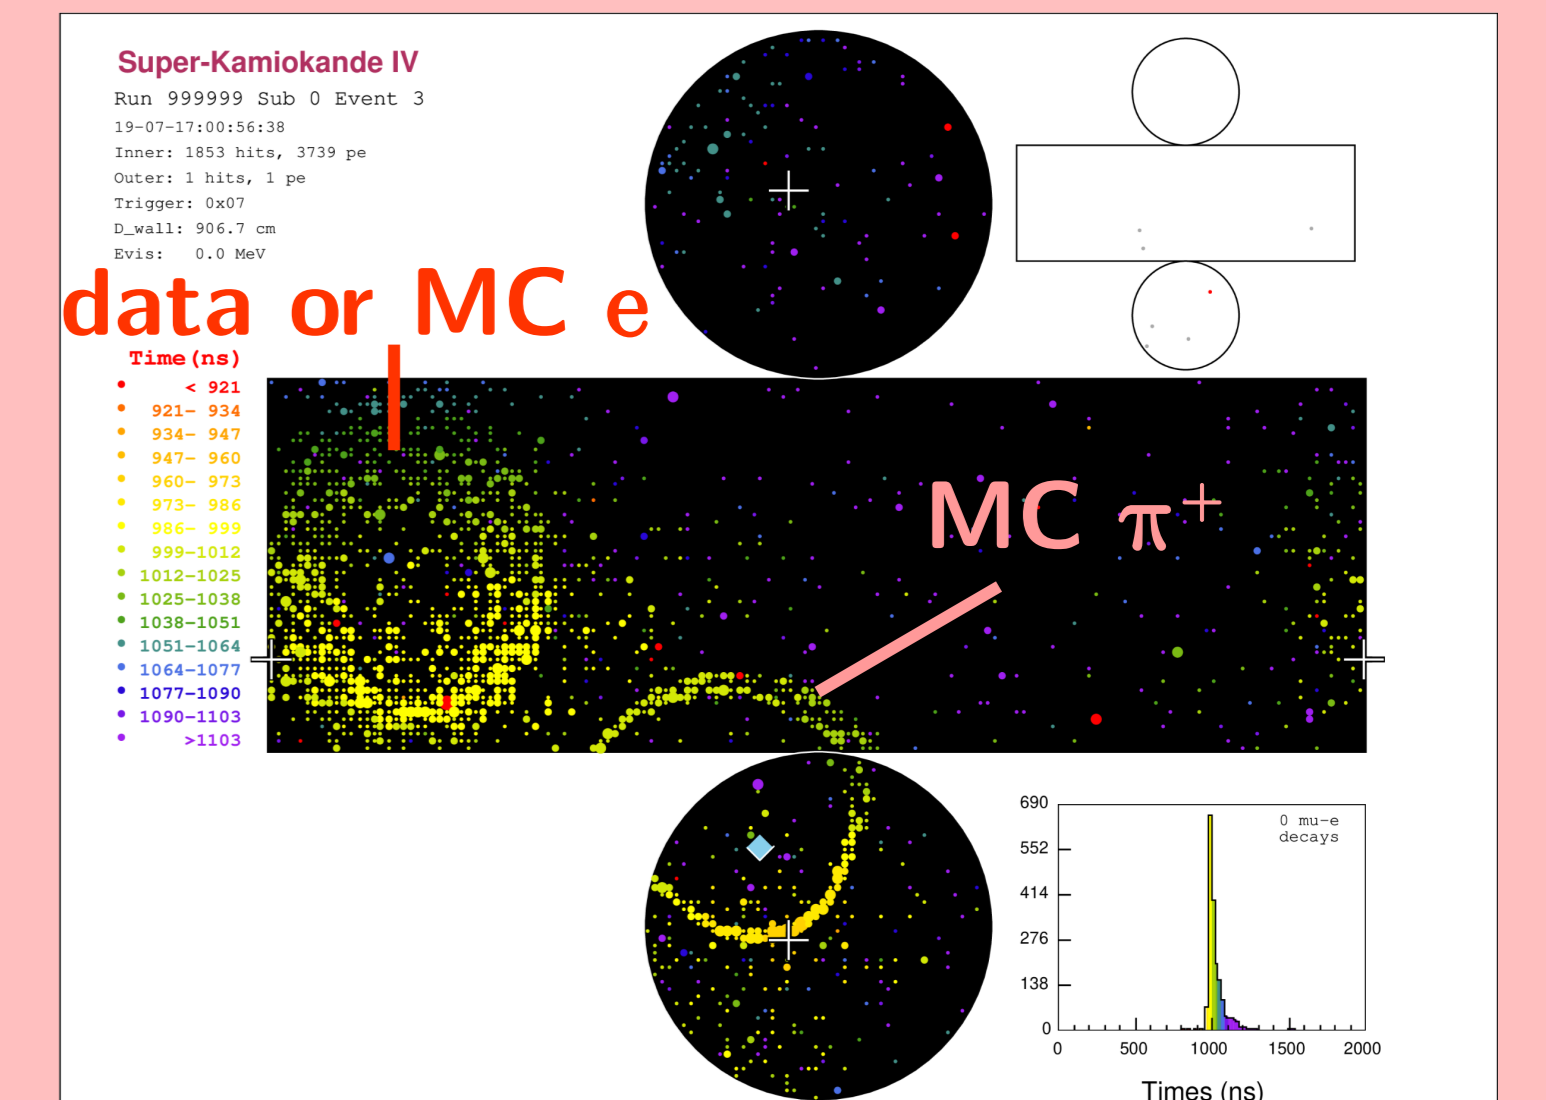 Super-Kamiokande IV
Run 999999 Sub 0 Event 3
19-07-17:00:56:38
Inner: 1853 hits, 3739 pe
Outer: 1 hits, 1 pe
Trigger: 0x07
D_wall: 906.7 cm
Evis: 0.0 MeV
data or MC e
Time(ns)
< 921
921- 934
934- 947
947- 960
960- 973
973- 986
986- 999
999-1012
1012-1025
1025-1038
1038-1051
1051-1064
1064-1077
1077-1090
1090-1103
>1103
MC π+
0 mu-e
decays
690
552
414
276
138
0
0 500 1000 1500 2000
Times (ns)